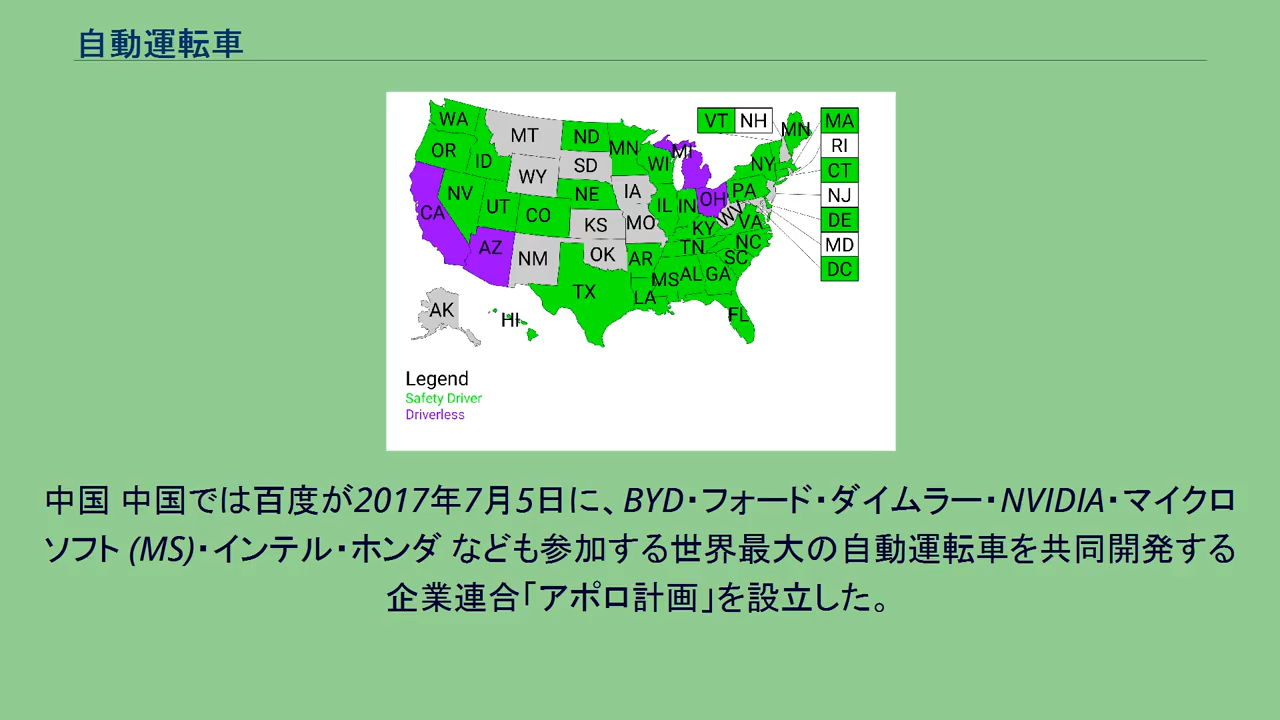 自動運転車
WA
MT
ND
MN
VT
NH
MN
MA
OR
ID
SD
WI
MI
NY
RI
WY
CT
NV
NE
IA
IL
IN
OH
PA
NJ
CA
UT
CO
KS
MO
WV
VA
DE
KY
NC
AZ
NM
OK
AR
TN
SC
MD
TX
MS
AL
GA
DC
LA
AK
HI
FL
Legend
Safety Driver
Driverless
中国 中国では百度が2017年7月5日に、BYD・フォード・ダイムラー・NVIDIA・マイクロ
ソフト (MS)・インテル・ホンダ なども参加する世界最大の自動運転車を共同開発する
企業連合「アポロ計画」を設立した。